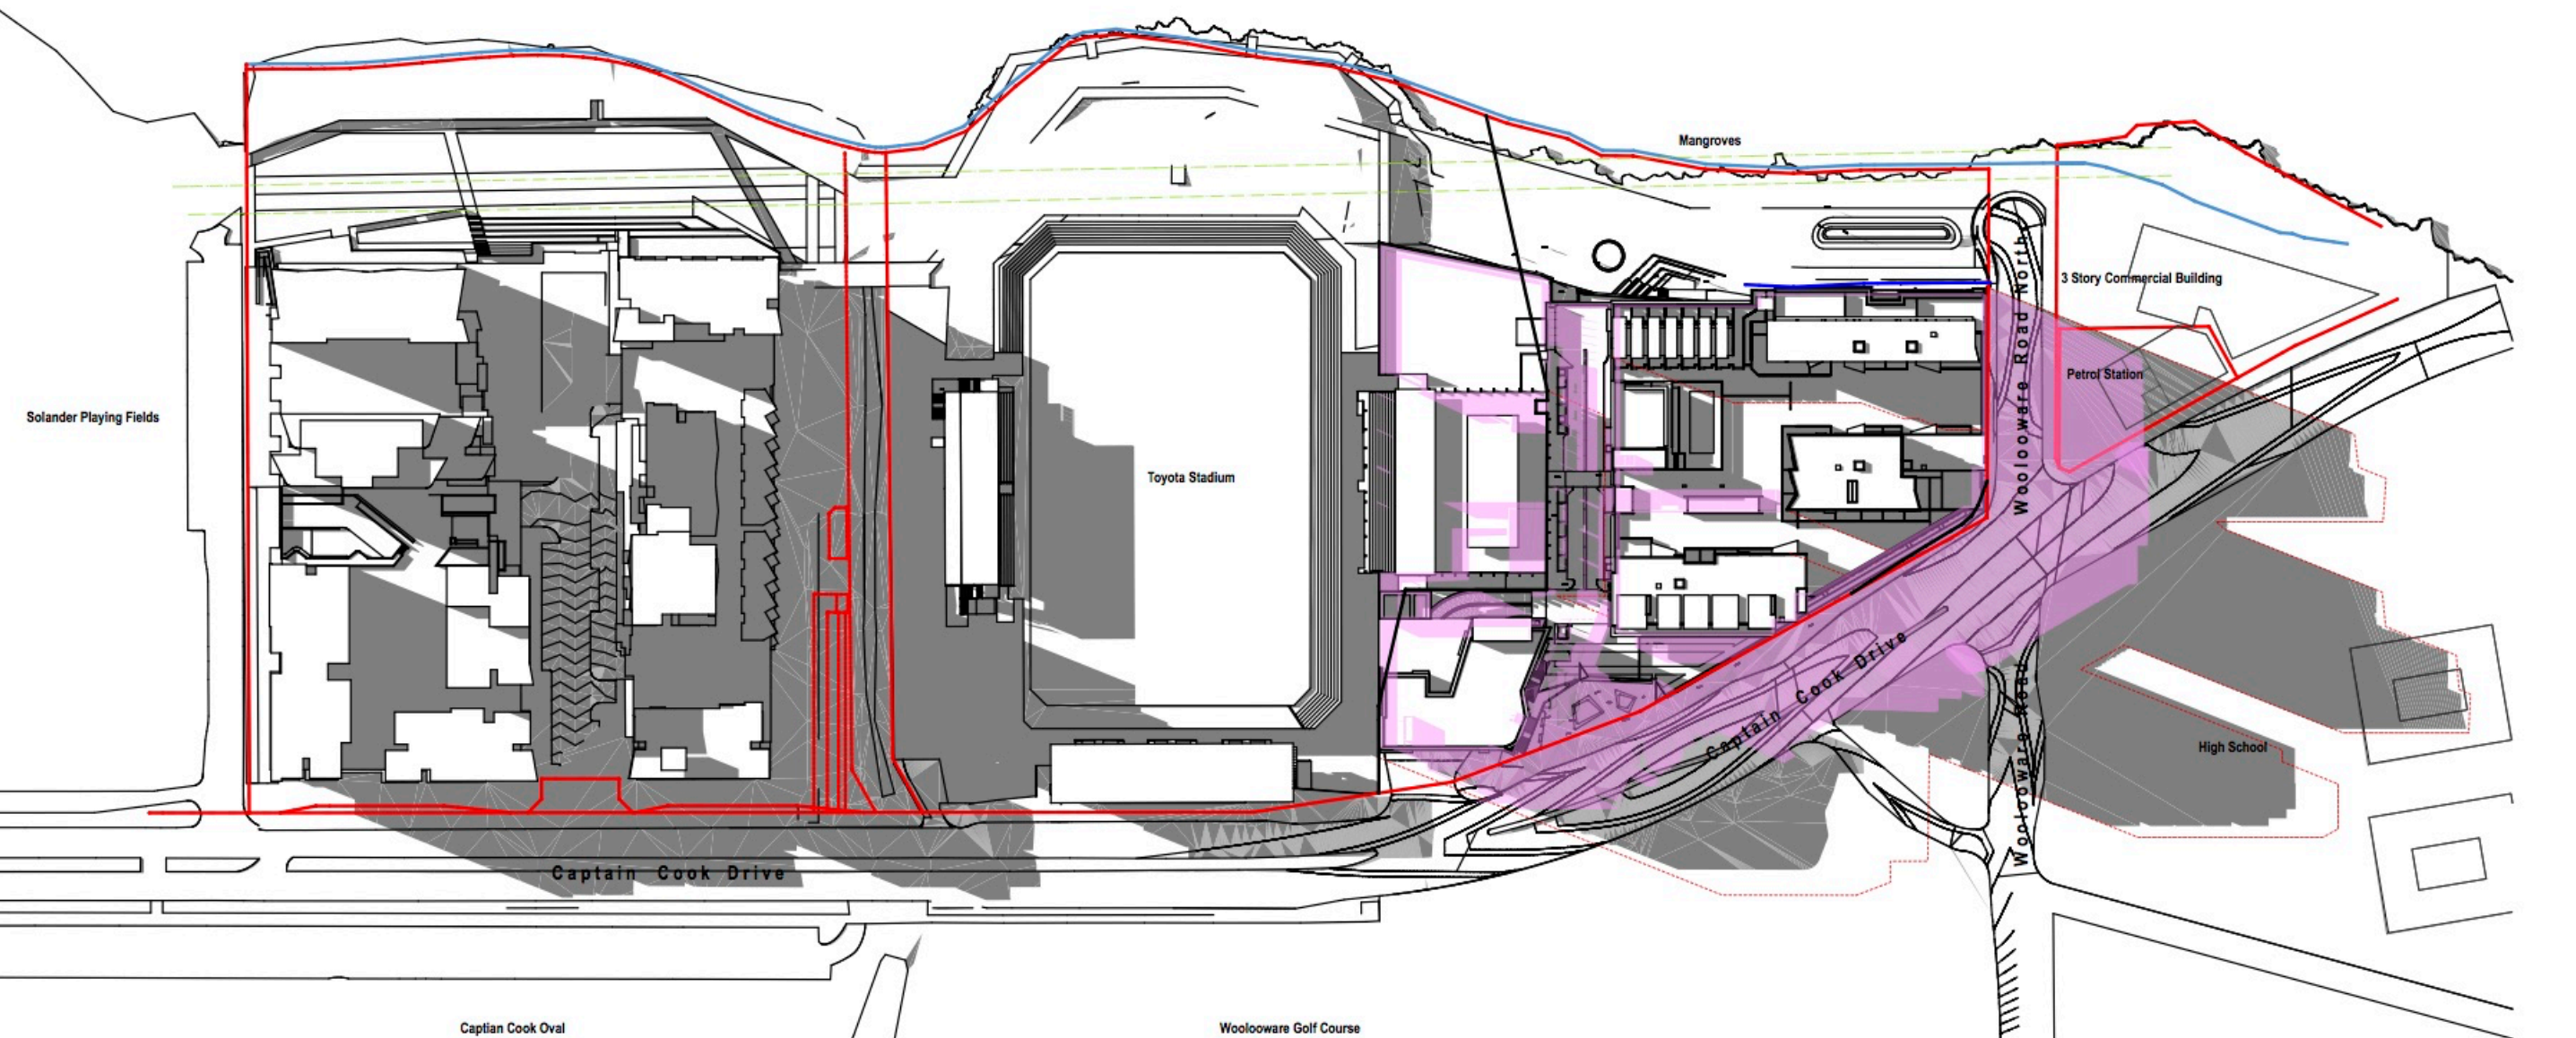 Mangroves
Woolooware Road North
3 Story Commercial Building
Petrol Station
Solander Playing Fields
Toyota Stadium
Captain Cook Drive
Woolooware Road
High School
Captain Cook Drive
Captian Cook Oval
Woolooware Golf Course